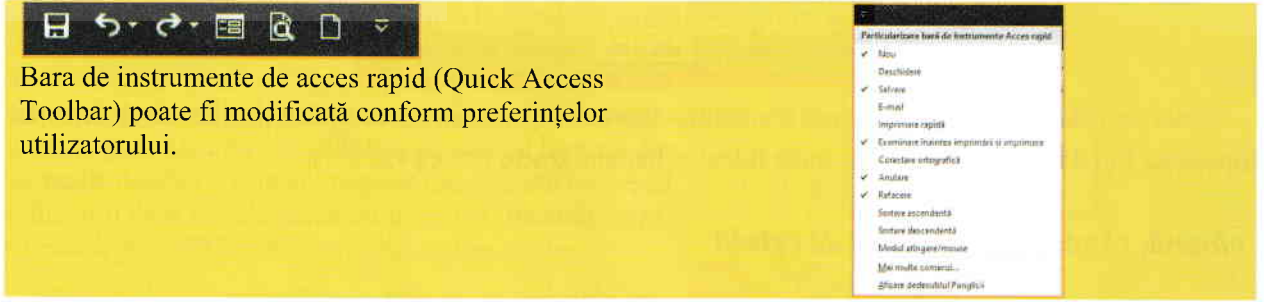 Bara de instrumente de acces rapid (Quick Access
Toolbar) poate fi modificată conform preferințelor
utilizatorului.
Particularizare bară de instrumente Acces rapid
Nou
Deschidere
Salvare
E-mail
Imprimare rapidă
Examinare înaintea imprimării și imprimare
Corectare ortografică
Anulare
Refacere
Sortare ascendentă
Sortare descendentă
Modul atingere/mouse
Mai multe comenzi...
Afișare dedesubtul Panglicii